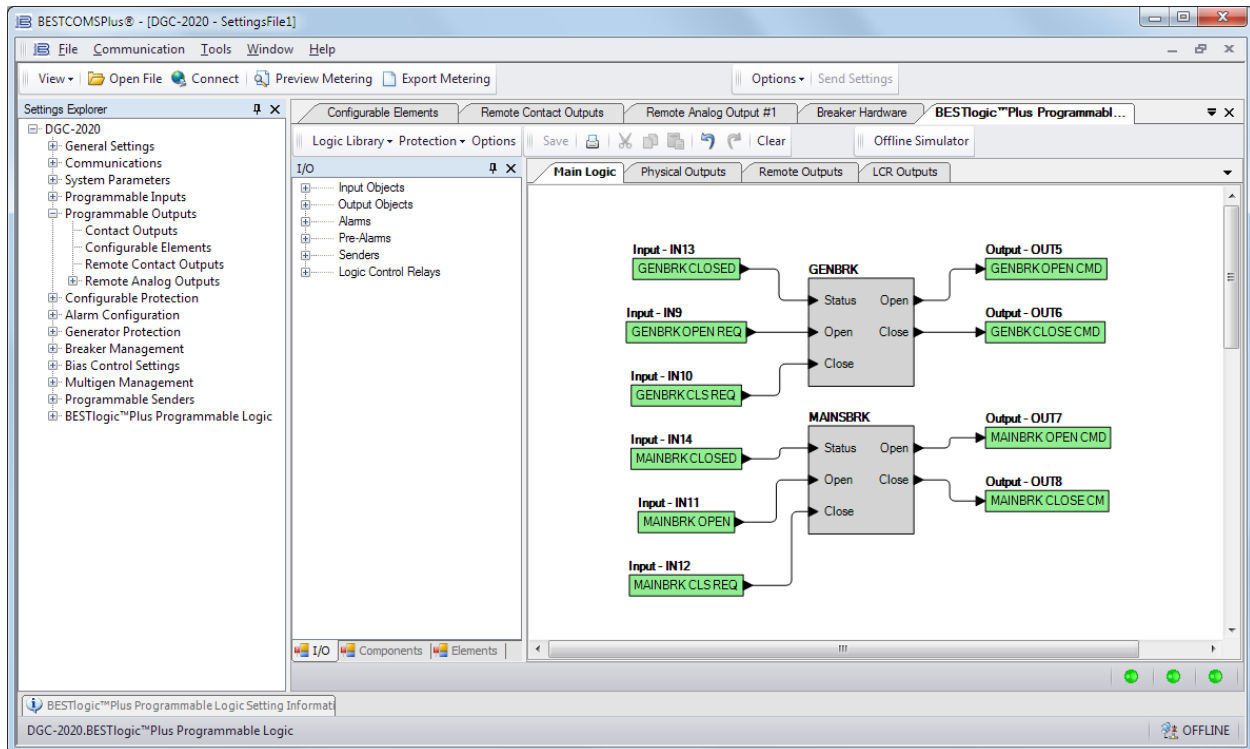 BESTCOMSPlus® - [DGC-2020 - SettingsFile1]
File Communication Tools Window Help
View Open File Connect Preview Metering Export Metering Options Send Settings
Settings Explorer
DGC-2020
General Settings
Communications
System Parameters
Programmable Inputs
Programmable Outputs
Contact Outputs
Configurable Elements
Remote Contact Outputs
Remote Analog Outputs
Configurable Protection
Alarm Configuration
Generator Protection
Breaker Management
Bias Control Settings
Multigen Management
Programmable Senders
BESTlogic™Plus Programmable Logic
Configurable Elements Remote Contact Outputs Remote Analog Output #1 Breaker Hardware BESTlogic™Plus Programmabl...
Logic Library Protection Options Save Clear Offline Simulator
I/O
Input Objects
Output Objects
Alarms
Pre-Alarms
Senders
Logic Control Relays
I/O Components Elements
Main Logic Physical Outputs Remote Outputs LCR Outputs
Input - IN13
GENBRK CLOSED
Input - IN9
GENBRK OPEN REQ
Input - IN10
GENBRK CLS REQ
GENBRK
Status Open
Open Close
Close
Output - OUT5
GENBRK OPEN CMD
Output - OUT6
GENBK CLOSE CMD
Input - IN14
MAINBRK CLOSED
Input - IN11
MAINBRK OPEN
Input - IN12
MAINBRK CLS REQ
MAINSBRK
Status Open
Open Close
Close
Output - OUT7
MAINBRK OPEN CMD
Output - OUT8
MAINBRK CLOSE CM
BESTlogic™Plus Programmable Logic Setting Informati
DGC-2020.BESTlogic™Plus Programmable Logic OFFLINE